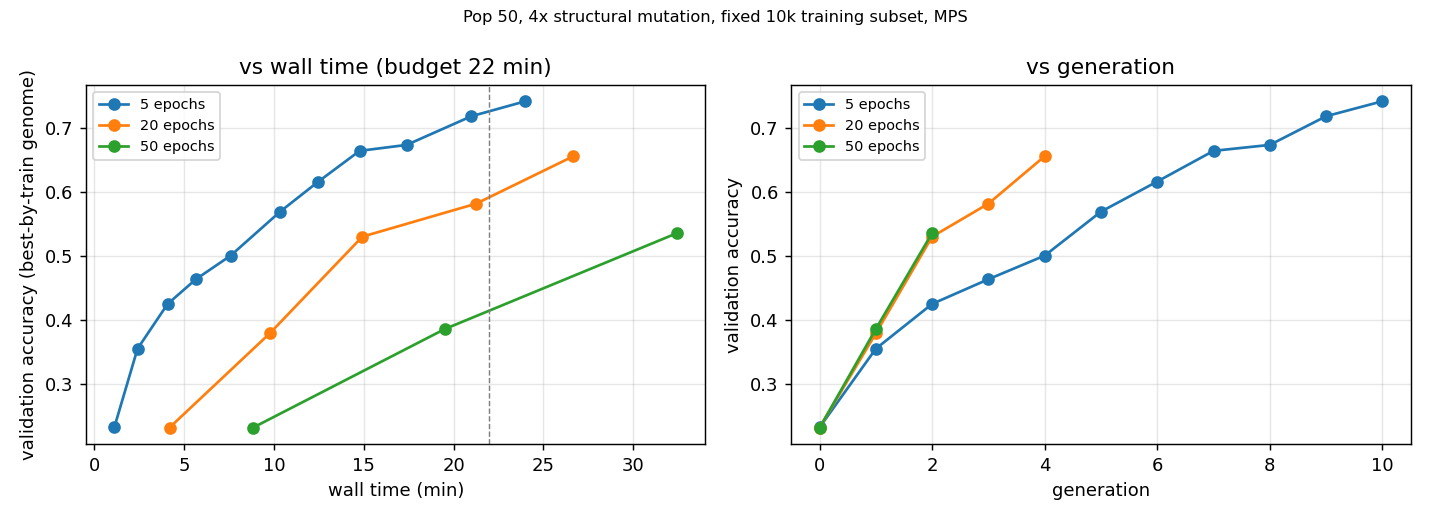 Pop 50, 4x structural mutation, fixed 10k training subset, MPS
vs wall time (budget 22 min)
validation accuracy (best-by-train genome)
5 epochs
20 epochs
50 epochs
0.7
0.6
0.5
0.4
0.3
0 5 10 15 20 25 30
wall time (min)
vs generation
validation accuracy
5 epochs
20 epochs
50 epochs
0.7
0.6
0.5
0.4
0.3
0 2 4 6 8 10
generation